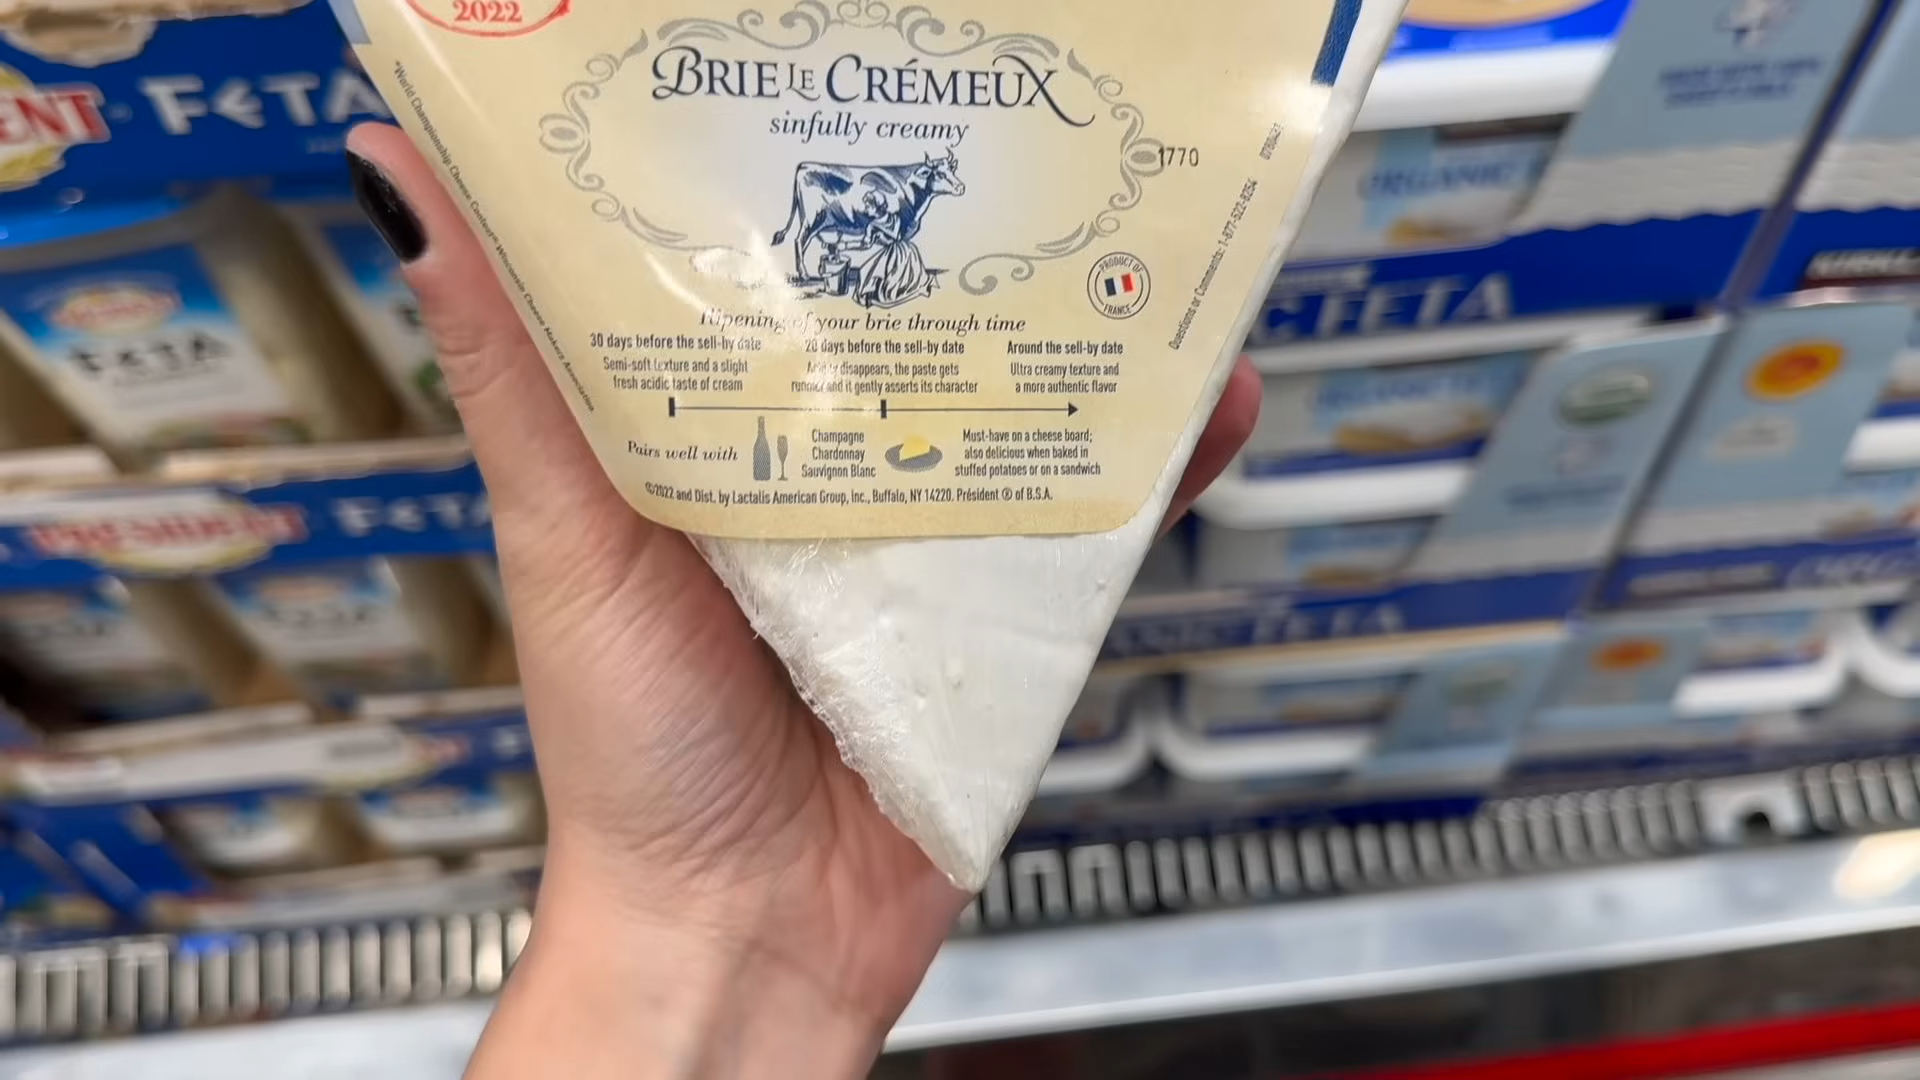 2022
BRIE LE CRÉMEUX
sinfully creamy
1770
PRODUCT OF
FRANCE
Ripening of your brie through time
30 days before the sell-by date
Semi-soft texture and a slight
fresh acidic taste of cream
20 days before the sell-by date
disappears, the paste gets
and it gently asserts its character
Around the sell-by date
Ultra creamy texture and
a more authentic flavor
Pairs well with
Champagne
Chardonnay
Sauvignon Blanc
Must-have on a cheese board;
also delicious when baked in
stuffed potatoes or on a sandwich
©2022 and Dist. by Lactalis American Group, Inc., Buffalo, NY 14220. Président ® of B.S.A.
*World Championship Cheese Contest®: Wisconsin Cheese Makers Association.
Questions or Comments: 1-877-522-8254
ENT FETA
FETA
PRESIDENT FETA
ORGANIC
FETA
FETA